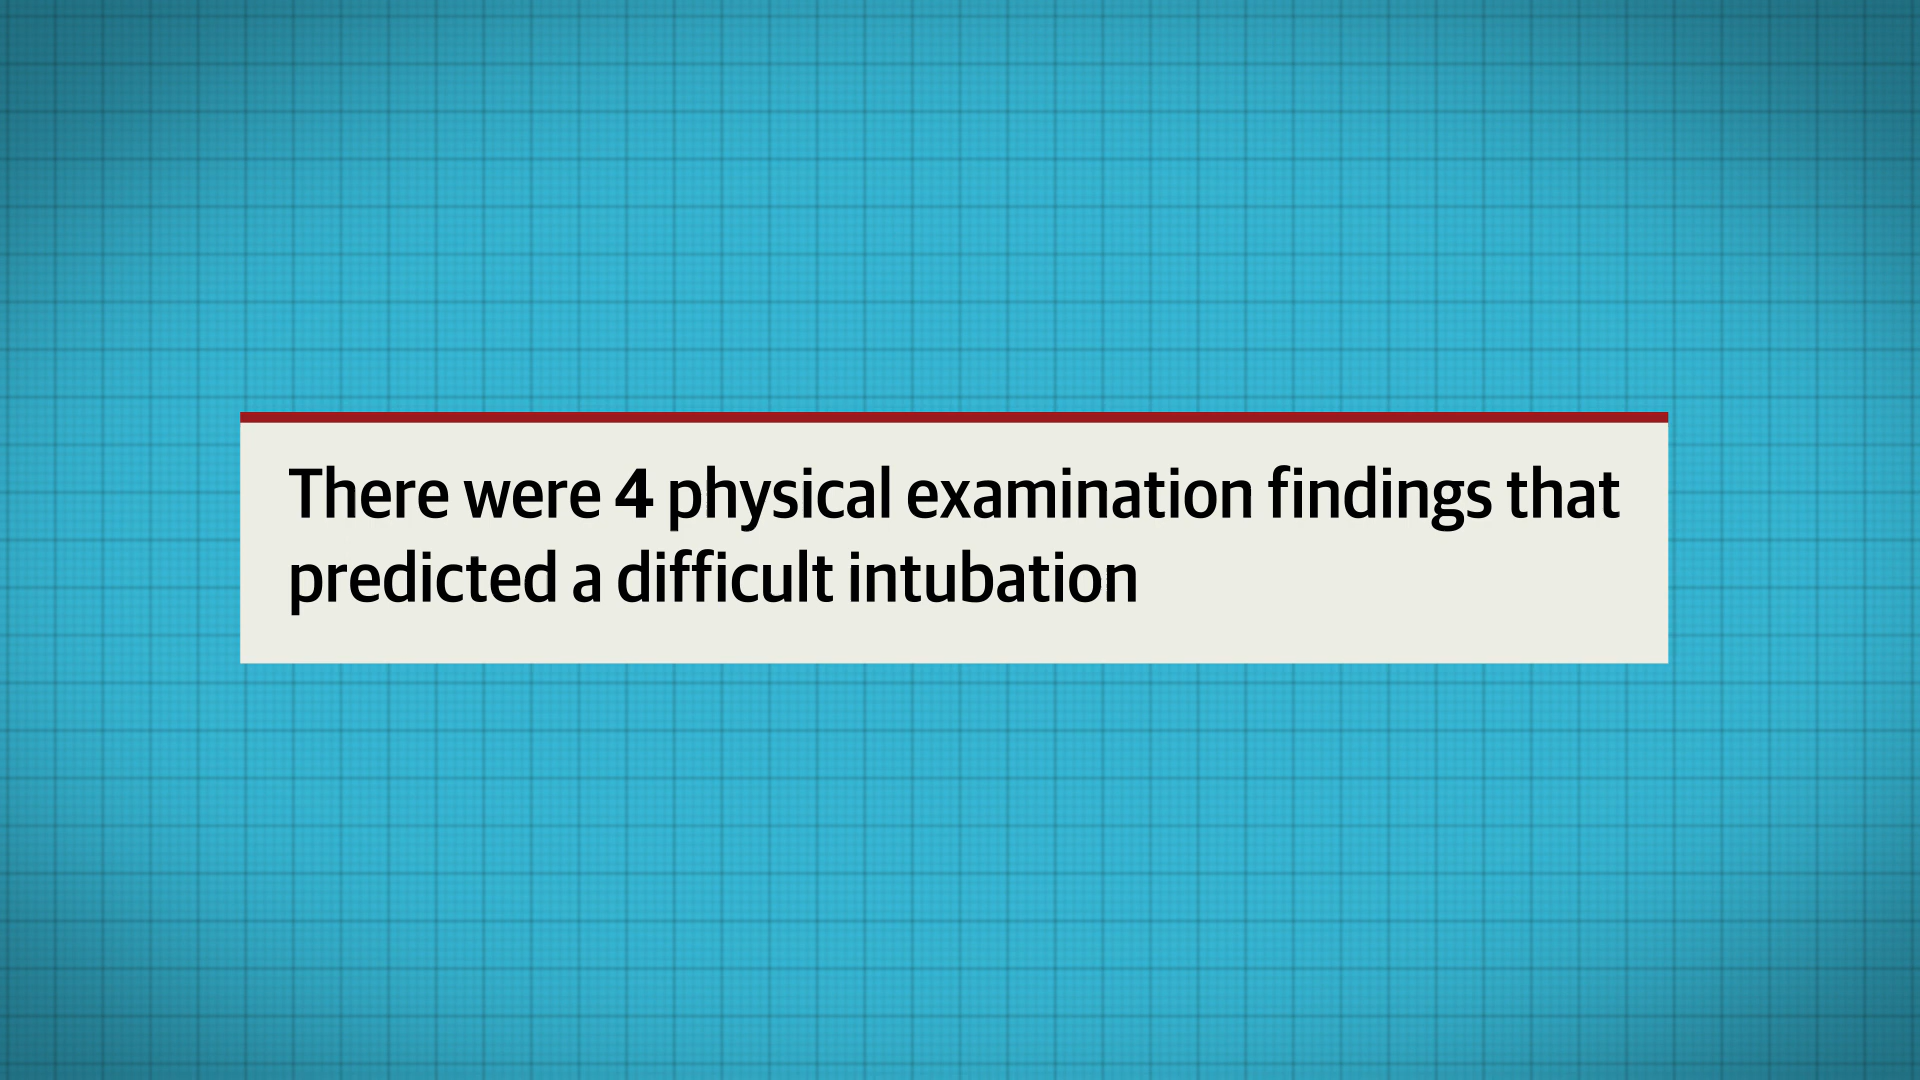 There were 4 physical examination findings that
predicted a difficult intubation